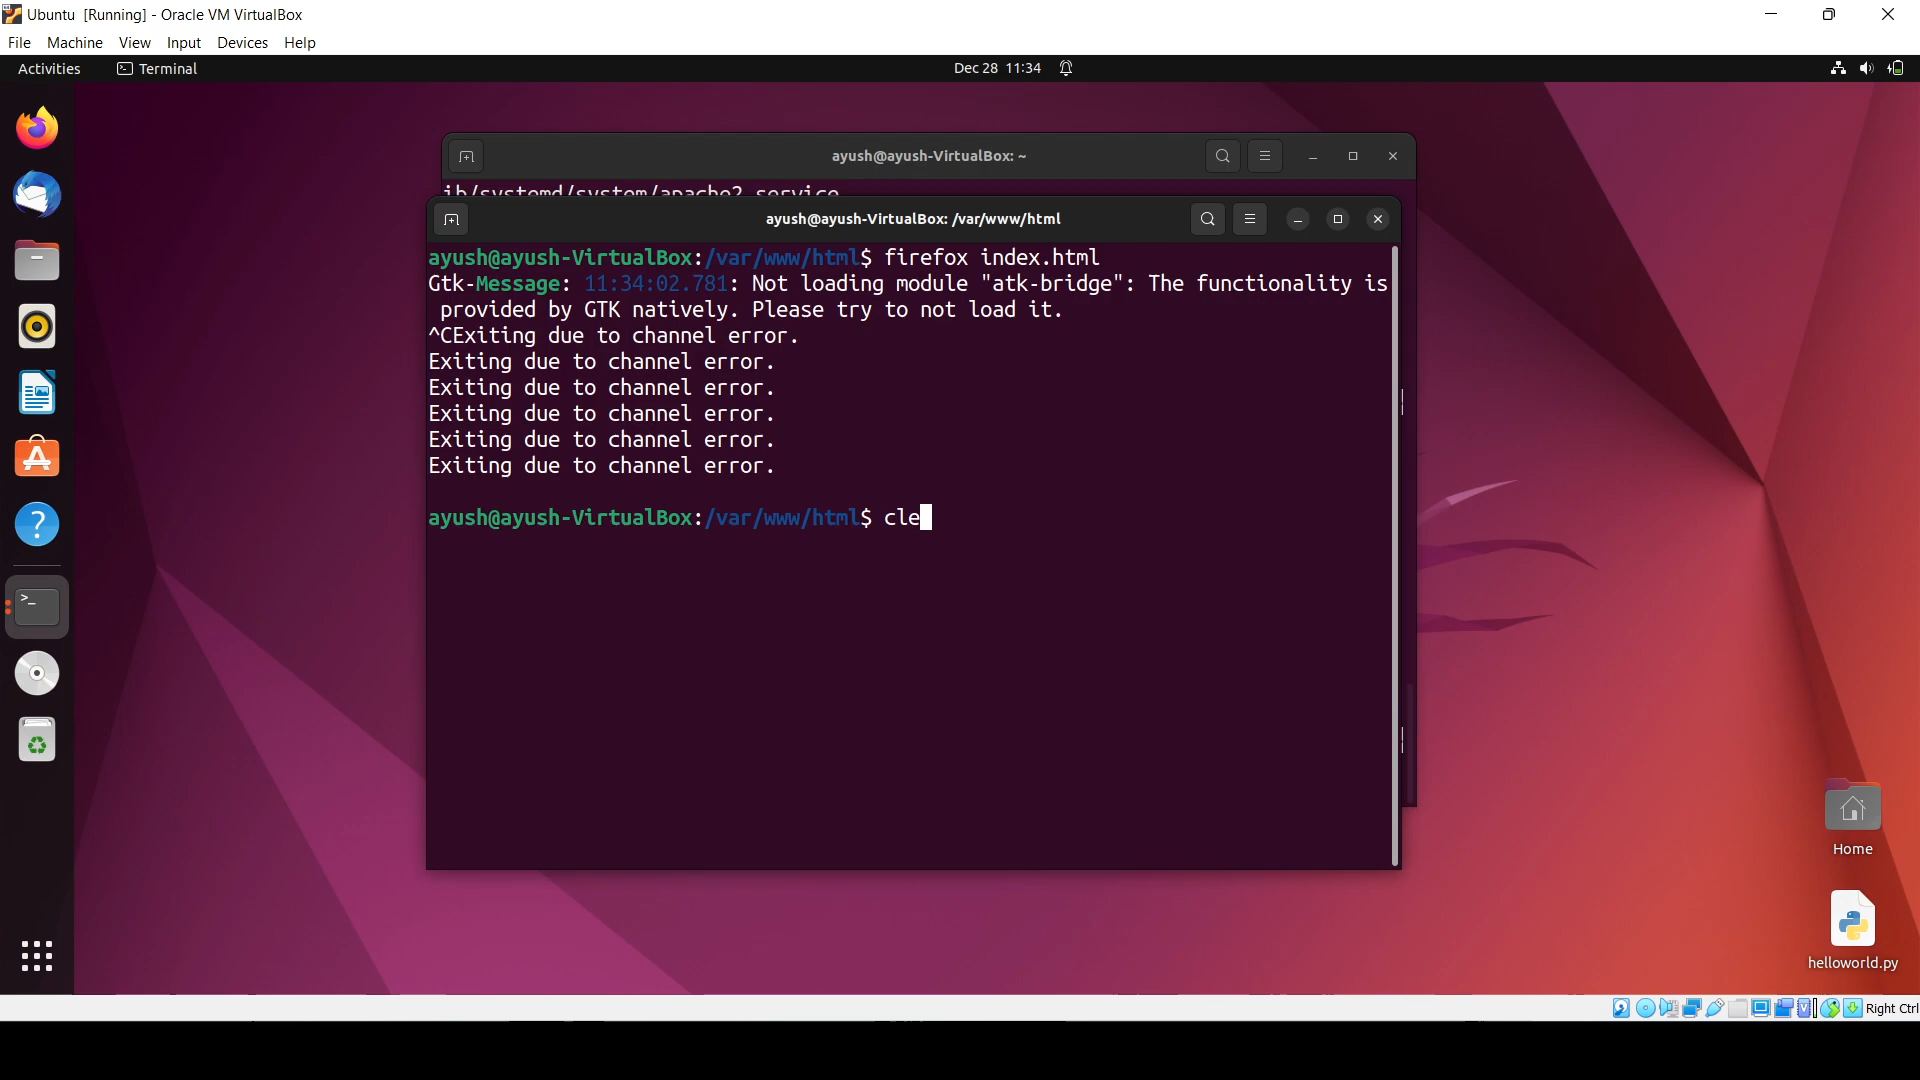 Ubuntu [Running] - Oracle VM VirtualBox
File Machine View Input Devices Help
Activities Terminal Dec 28 11:34
ayush@ayush-VirtualBox: ~
ib/systemd/system/apache2.service
ayush@ayush-VirtualBox: /var/www/html
ayush@ayush-VirtualBox:/var/www/html$ firefox index.html
Gtk-Message: 11:34:02.781: Not loading module "atk-bridge": The functionality is
provided by GTK natively. Please try to not load it.
^CExiting due to channel error.
Exiting due to channel error.
Exiting due to channel error.
Exiting due to channel error.
Exiting due to channel error.
Exiting due to channel error.
ayush@ayush-VirtualBox:/var/www/html$ cle
Home
helloworld.py
Right Ctrl